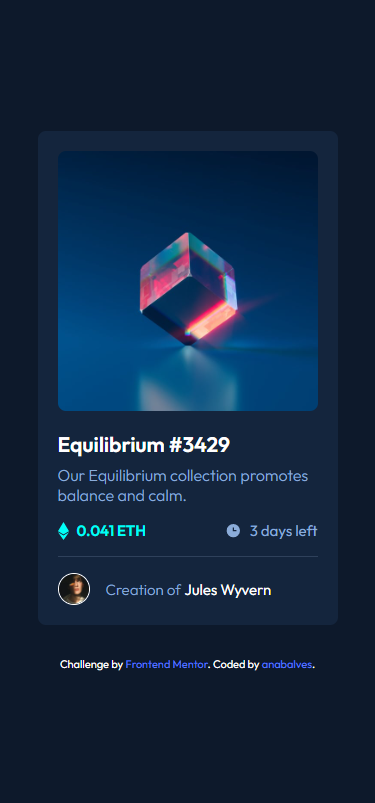 Equilibrium #3429
Our Equilibrium collection promotes
balance and calm.
0.041 ETH
3 days left
Creation of Jules Wyvern
Challenge by Frontend Mentor. Coded by anabalves.